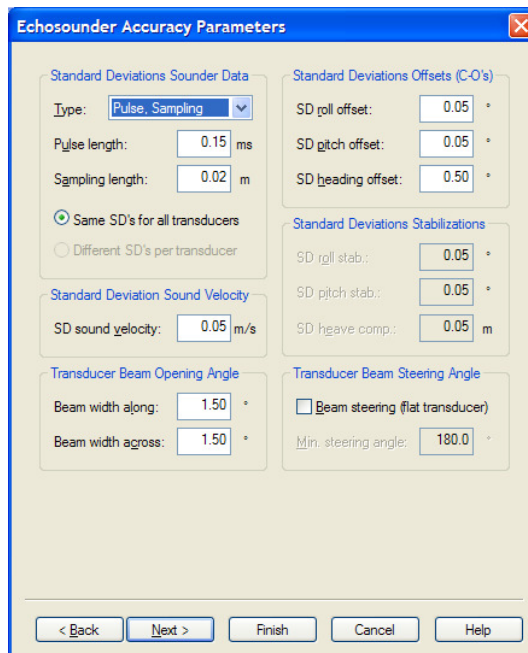 Echosounder Accuracy Parameters
Standard Deviations Sounder Data
Type: Pulse, Sampling
Pulse length: 0.15 ms
Sampling length: 0.02 m
Same SD's for all transducers
Different SD's per transducer
Standard Deviation Sound Velocity
SD sound velocity: 0.05 m/s
Transducer Beam Opening Angle
Beam width along: 1.50 °
Beam width across: 1.50 °
Standard Deviations Offsets (C-O's)
SD roll offset: 0.05 °
SD pitch offset: 0.05 °
SD heading offset: 0.50 °
Standard Deviations Stabilizations
SD roll stab.: 0.05 °
SD pitch stab.: 0.05 °
SD heave comp.: 0.05 m
Transducer Beam Steering Angle
Beam steering (flat transducer)
Min. steering angle: 180.0 °
< Back Next > Finish Cancel Help